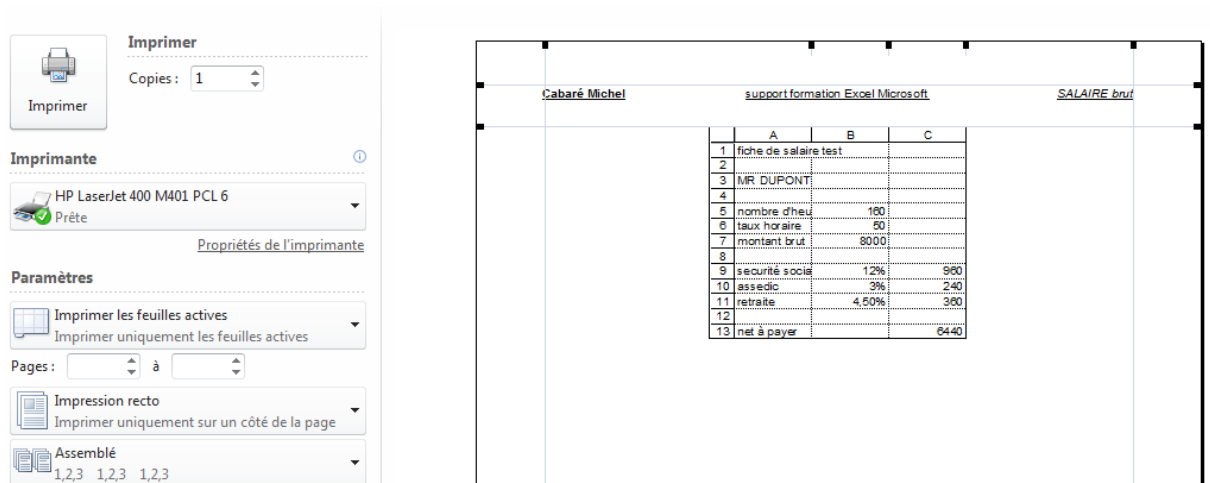 Imprimer
Copies : 1
Imprimer
Imprimante
HP LaserJet 400 M401 PCL 6
Prête
Propriétés de l'imprimante
Paramètres
Imprimer les feuilles actives
Imprimer uniquement les feuilles actives
Pages : à
Impression recto
Imprimer uniquement sur un côté de la page
Assemblé
1,2,3 1,2,3 1,2,3
Cabaré Michel support formation Excel Microsoft SALAIRE brut
A B C
1 fiche de salaire test
2
3 MR DUPONT
4
5 nombre d'heu 160
6 taux horaire 50
7 montant brut 8000
8
9 securité socia 12% 960
10 assedic 3% 240
11 retraite 4,50% 360
12
13 net à payer 6440